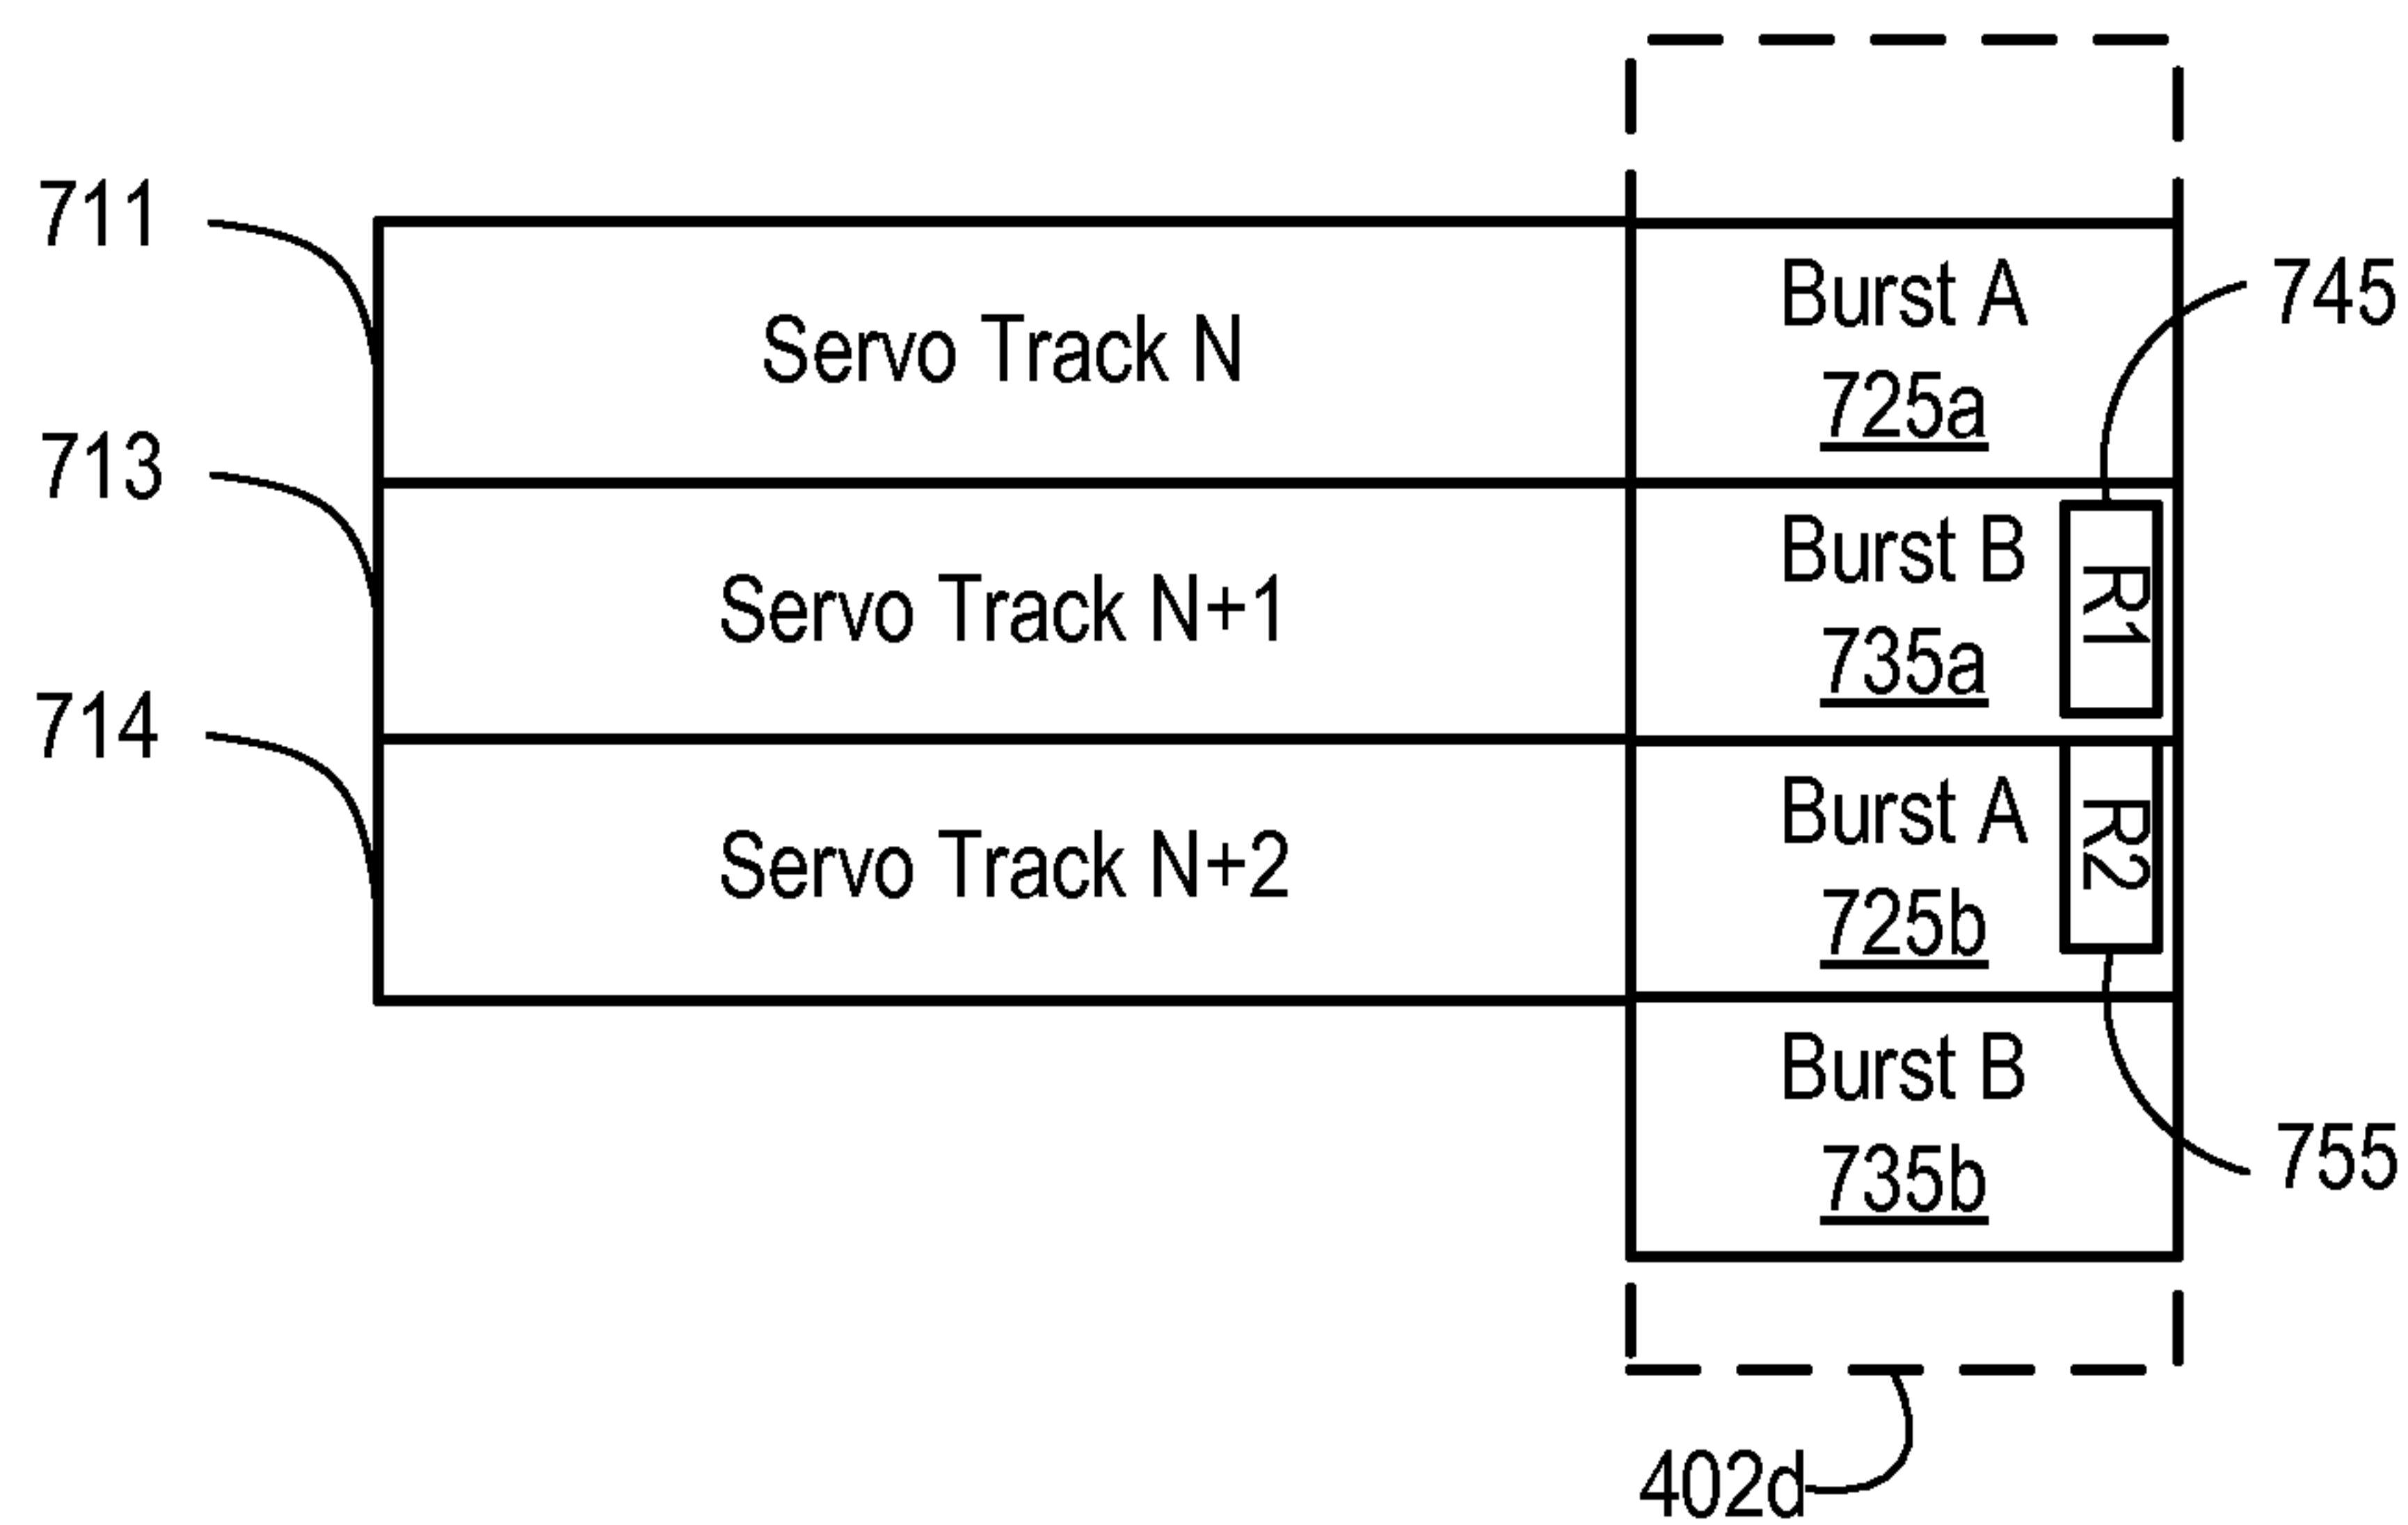 711
Servo Track N
Burst A
725a
745
713
Servo Track N+1
Burst B
735a
R1
714
Servo Track N+2
Burst A
725b
R2
Burst B
735b
755
402d